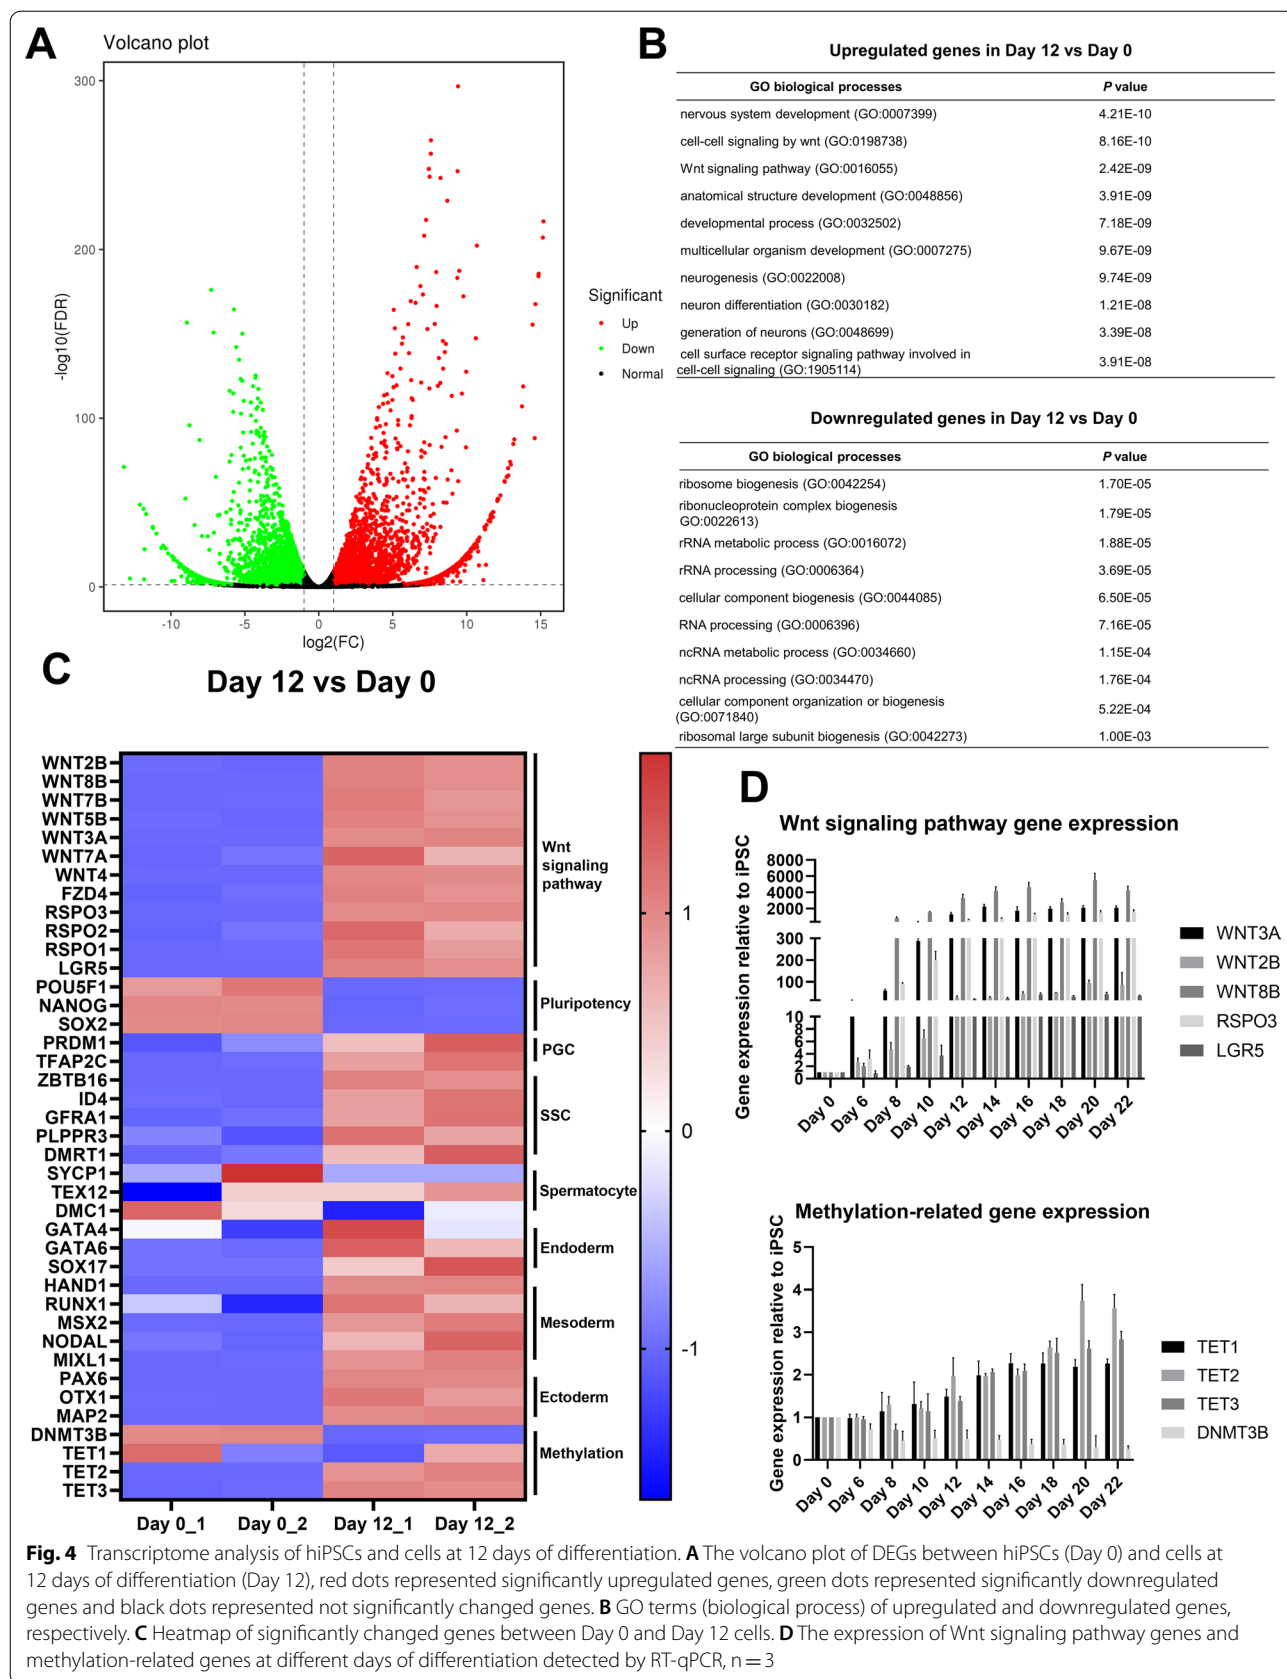 A
Volcano plot
300
200
100
0
-log10(FDR)
-10
-5
0
5
10
15
log2(FC)
Significant
Up
Down
Normal
B
Upregulated genes in Day 12 vs Day 0
GO biological processes P value
nervous system development (GO:0007399) 4.21E-10
cell-cell signaling by wnt (GO:0198738) 8.16E-10
Wnt signaling pathway (GO:0016055) 2.42E-09
anatomical structure development (GO:0048856) 3.91E-09
developmental process (GO:0032502) 7.18E-09
multicellular organism development (GO:0007275) 9.67E-09
neurogenesis (GO:0022008) 9.74E-09
neuron differentiation (GO:0030182) 1.21E-08
generation of neurons (GO:0048699) 3.39E-08
cell surface receptor signaling pathway involved in
cell-cell signaling (GO:1905114) 3.91E-08
Downregulated genes in Day 12 vs Day 0
GO biological processes P value
ribosome biogenesis (GO:0042254) 1.70E-05
ribonucleoprotein complex biogenesis
GO:0022613) 1.79E-05
rRNA metabolic process (GO:0016072) 1.88E-05
rRNA processing (GO:0006364) 3.69E-05
cellular component biogenesis (GO:0044085) 6.50E-05
RNA processing (GO:0006396) 7.16E-05
ncRNA metabolic process (GO:0034660) 1.15E-04
ncRNA processing (GO:0034470) 1.76E-04
cellular component organization or biogenesis
(GO:0071840) 5.22E-04
ribosomal large subunit biogenesis (GO:0042273) 1.00E-03
C
Day 12 vs Day 0
WNT2B
WNT8B
WNT7B
WNT5B
WNT3A
WNT7A
WNT4
FZD4
RSPO3
RSPO2
RSPO1
LGR5
POU5F1
NANOG
SOX2
PRDM1
TFAP2C
ZBTB16
ID4
GFRA1
PLPPR3
DMRT1
SYCP1
TEX12
DMC1
GATA4
GATA6
SOX17
HAND1
RUNX1
MSX2
NODAL
MIXL1
PAX6
OTX1
MAP2
DNMT3B
TET1
TET2
TET3
Day 0_1
Day 0_2
Day 12_1
Day 12_2
Wnt
signaling
pathway
Pluripotency
PGC
SSC
Spermatocyte
Endoderm
Mesoderm
Ectoderm
Methylation
1
0
-1
D
Wnt signaling pathway gene expression
Gene expression relative to iPSC
8000
6000
4000
2000
300
200
100
10
8
6
4
2
0
Day 0
Day 6
Day 8
Day 10
Day 12
Day 14
Day 16
Day 18
Day 20
Day 22
WNT3A
WNT2B
WNT8B
RSPO3
LGR5
Methylation-related gene expression
Gene expression relative to iPSC
5
4
3
2
1
0
Day 0
Day 6
Day 8
Day 10
Day 12
Day 14
Day 16
Day 18
Day 20
Day 22
TET1
TET2
TET3
DNMT3B
Fig. 4 Transcriptome analysis of hiPSCs and cells at 12 days of differentiation. A The volcano plot of DEGs between hiPSCs (Day 0) and cells at
12 days of differentiation (Day 12), red dots represented significantly upregulated genes, green dots represented significantly downregulated
genes and black dots represented not significantly changed genes. B GO terms (biological process) of upregulated and downregulated genes,
respectively. C Heatmap of significantly changed genes between Day 0 and Day 12 cells. D The expression of Wnt signaling pathway genes and
methylation-related genes at different days of differentiation detected by RT-qPCR, n = 3